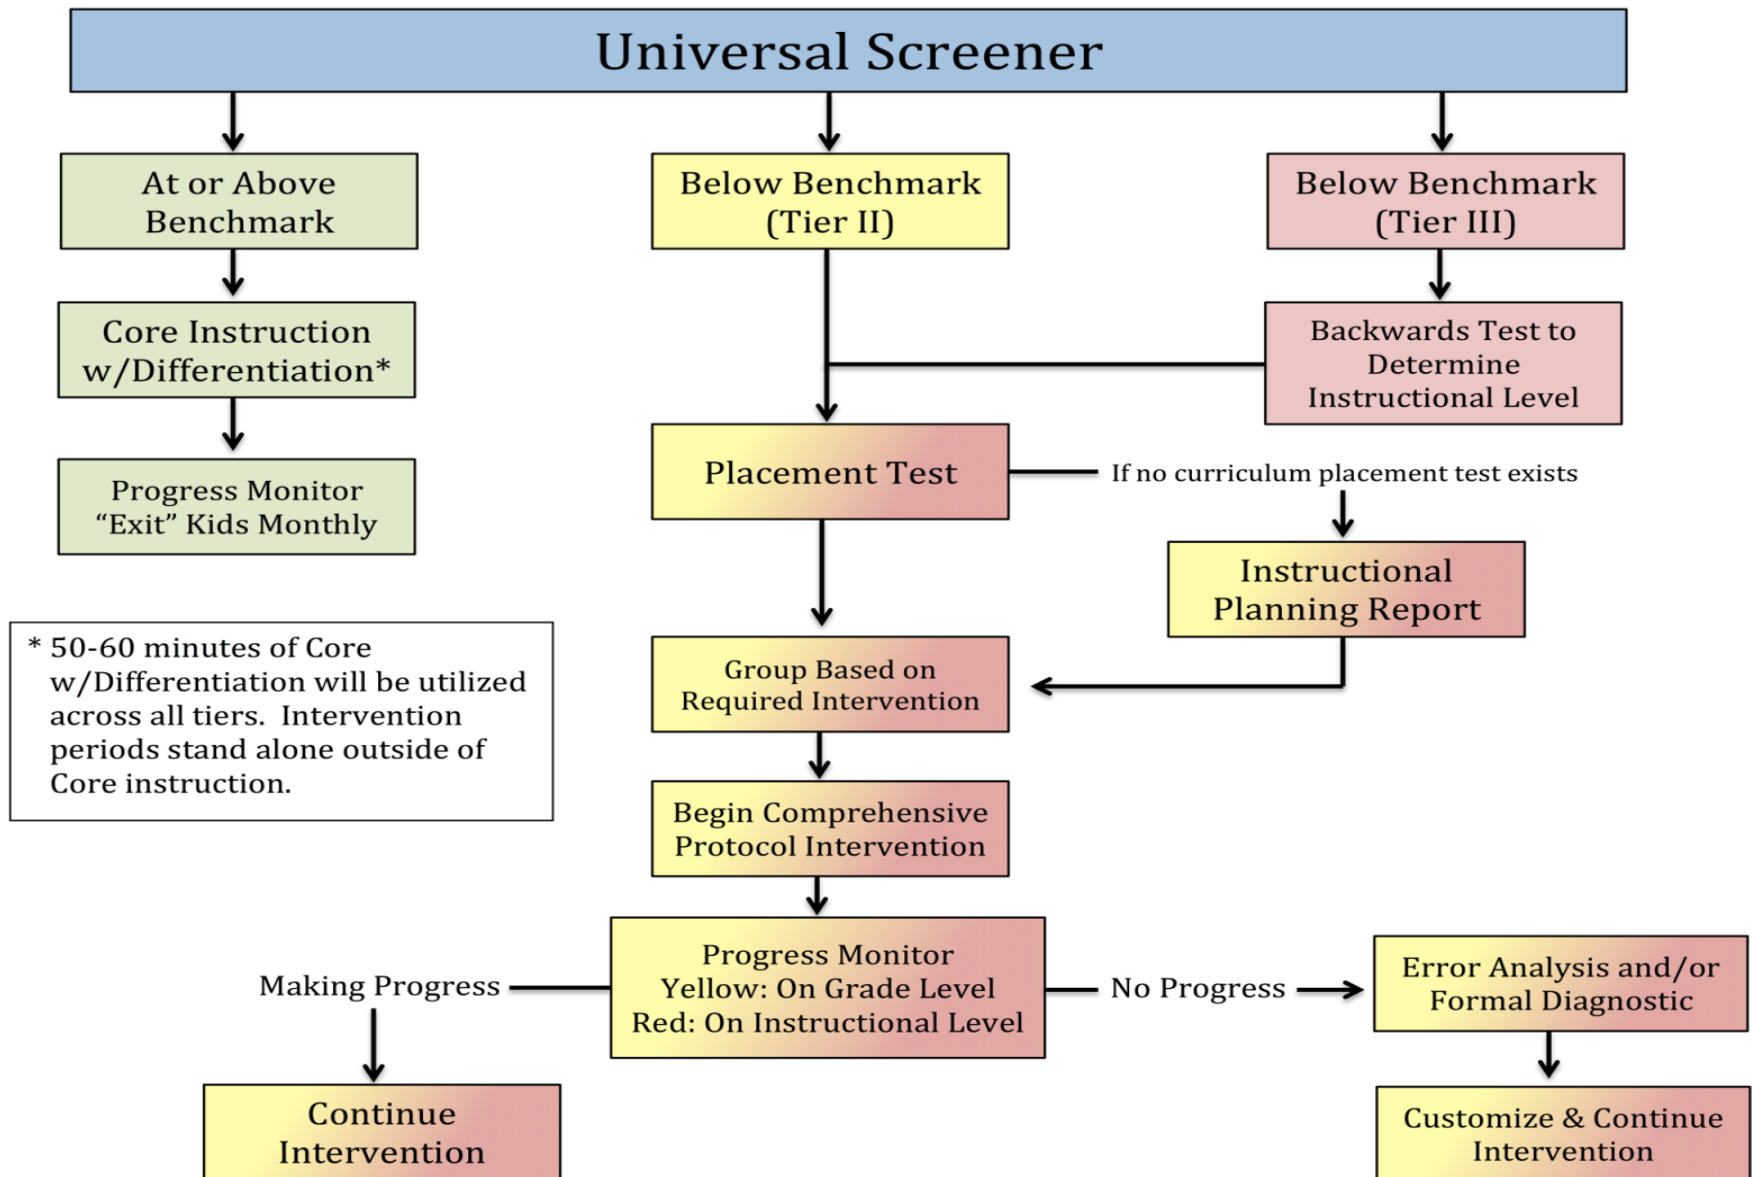 Universal Screener
At or Above
Benchmark
Below Benchmark
(Tier II)
Below Benchmark
(Tier III)
Core Instruction
w/Differentiation*
Backwards Test to
Determine
Instructional Level
Progress Monitor
“Exit” Kids Monthly
Placement Test
If no curriculum placement test exists
Instructional
Planning Report
* 50-60 minutes of Core
w/Differentiation will be utilized
across all tiers.  Intervention
periods stand alone outside of
Core instruction.
Group Based on
Required Intervention
Begin Comprehensive
Protocol Intervention
Progress Monitor
Yellow: On Grade Level
Red: On Instructional Level
Making Progress
No Progress
Error Analysis and/or
Formal Diagnostic
Continue
Intervention
Customize & Continue
Intervention